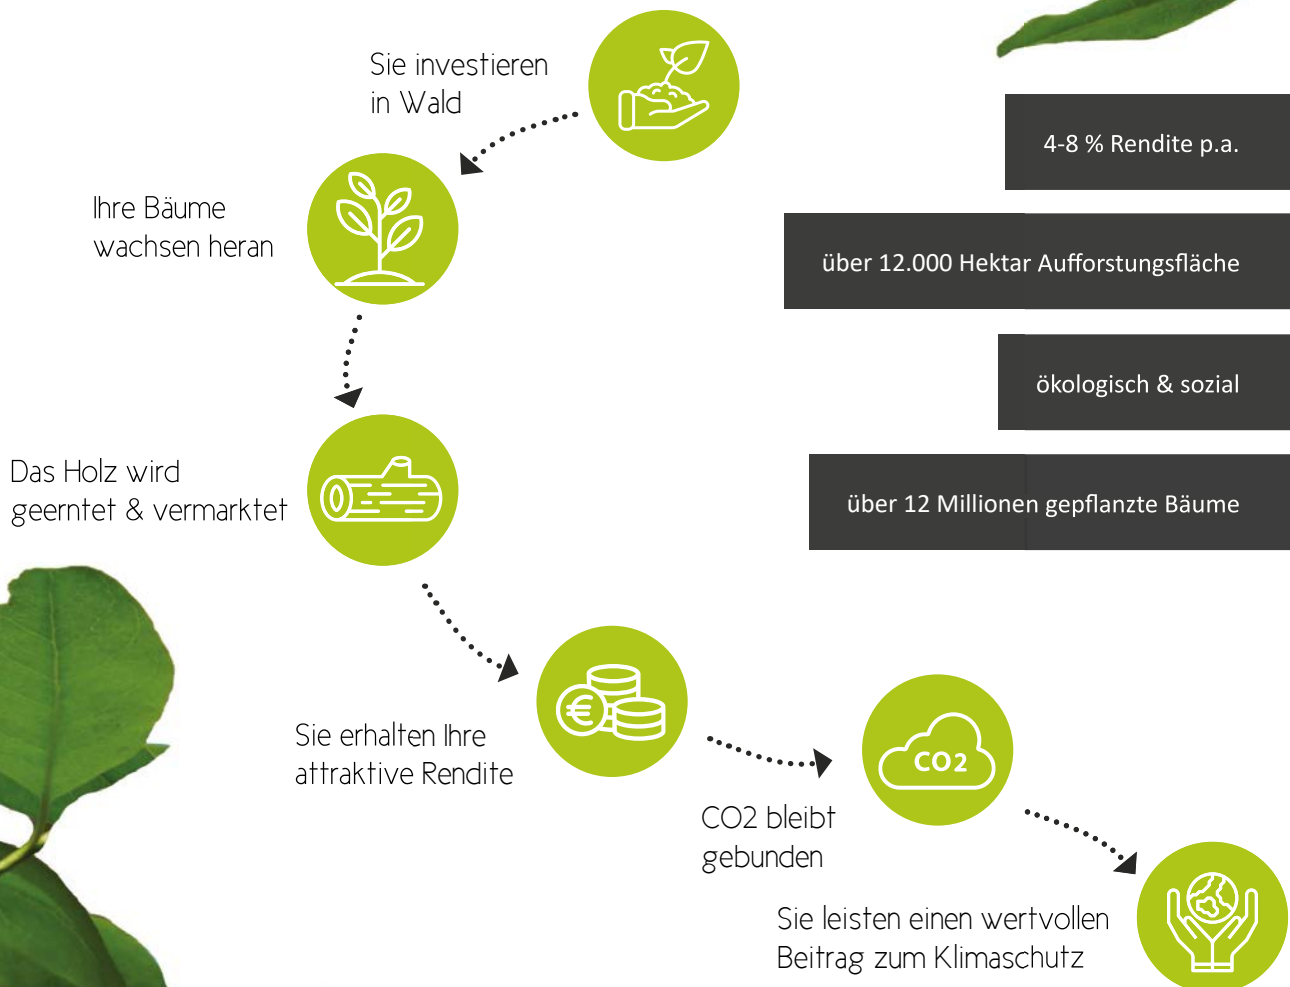 Sie investieren
in Wald
Ihre Bäume
wachsen heran
Das Holz wird
geerntet & vermarktet
Sie erhalten Ihre
attraktive Rendite
CO2
CO2 bleibt
gebunden
Sie leisten einen wertvollen
Beitrag zum Klimaschutz
4-8 % Rendite p.a.
über 12.000 Hektar Aufforstungsfläche
ökologisch & sozial
über 12 Millionen gepflanzte Bäume